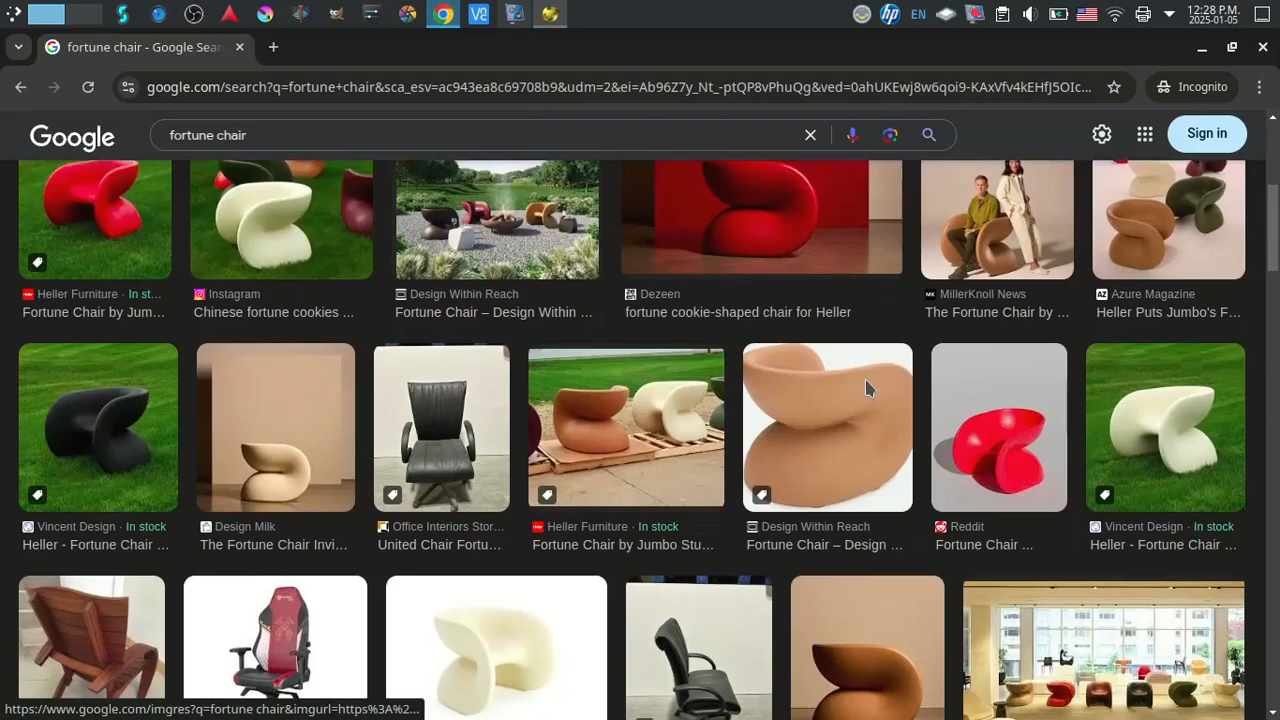 EN
12:28 P.M.
2025-01-05
fortune chair - Google Sear
google.com/search?q=fortune+chair&sca_esv=ac943ea8c69708b9&udm=2&ei=Ab96Z7y_Nt_-ptQP8vPhuQg&ved=0ahUKEwj8w6qoi9-KAxVfv4kEHfJ5OIc...
Incognito
Google
fortune chair
Sign in
Heller Furniture · In st...
Fortune Chair by Jum...
Instagram
Chinese fortune cookies ...
Design Within Reach
Fortune Chair – Design Within ...
Dezeen
fortune cookie-shaped chair for Heller
MillerKnoll News
The Fortune Chair by ...
Azure Magazine
Heller Puts Jumbo's F...
Vincent Design · In stock
Heller - Fortune Chair ...
Design Milk
The Fortune Chair Invi...
Office Interiors Stor...
United Chair Fortu...
Heller Furniture · In stock
Fortune Chair by Jumbo Stu...
Design Within Reach
Fortune Chair – Design ...
Reddit
Fortune Chair ...
Vincent Design · In stock
Heller - Fortune Chair ...
https://www.google.com/imgres?q=fortune chair&imgurl=https%3A%2...